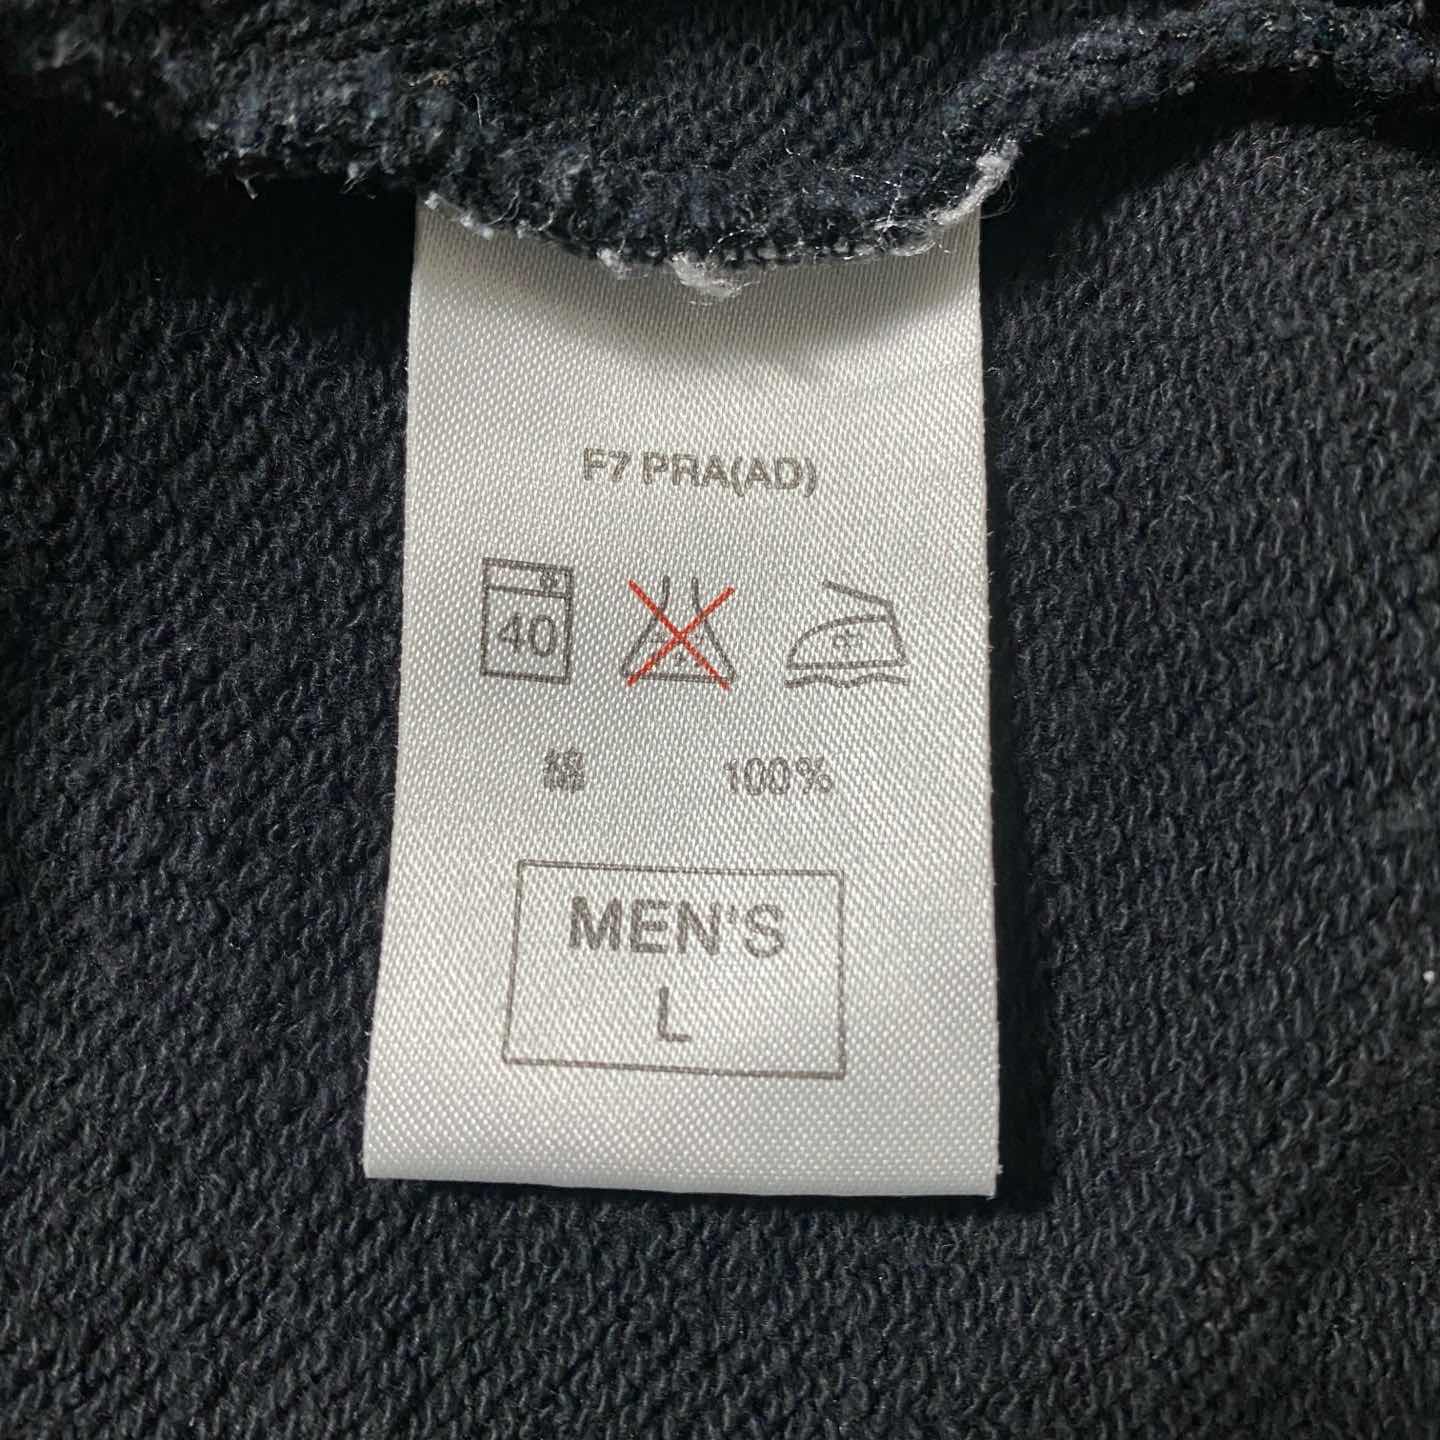 F7 PRA(AD)
40
綿 100%
MEN'S
L